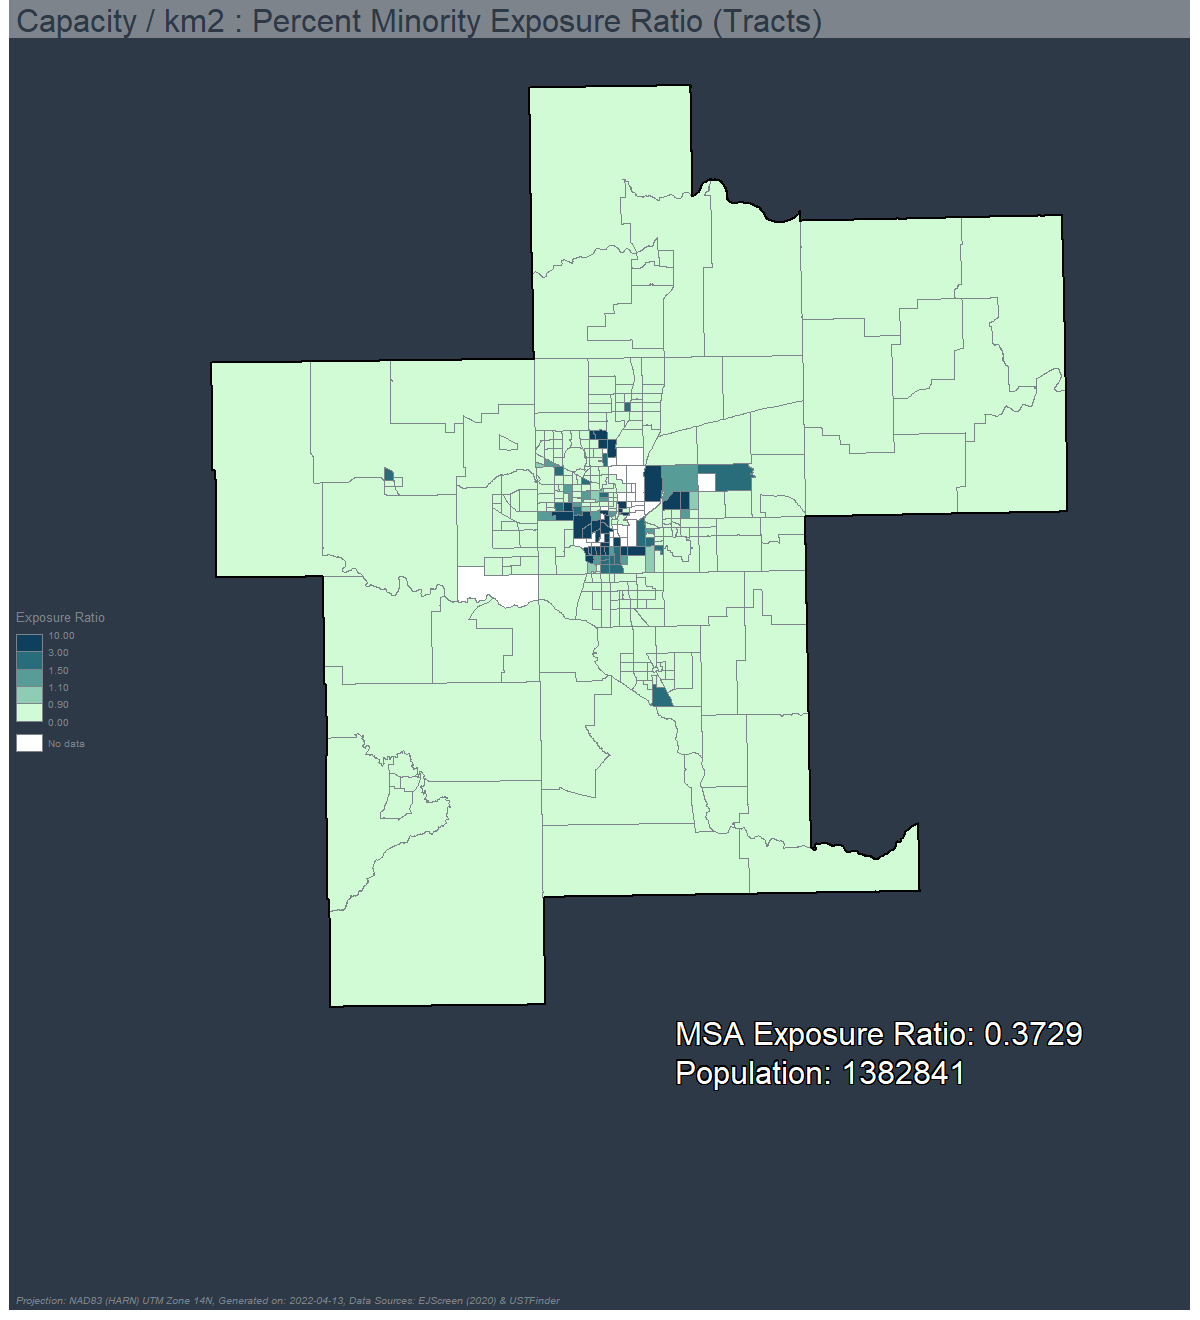 Capacity / km2 : Percent Minority Exposure Ratio (Tracts)
Exposure Ratio
10.00
3.00
1.50
1.10
0.90
0.00
No data
MSA Exposure Ratio: 0.3729
Population: 1382841
Projection: NAD83 (HARN) UTM Zone 14N, Generated on: 2022-04-13, Data Sources: EJScreen (2020) & USTFinder